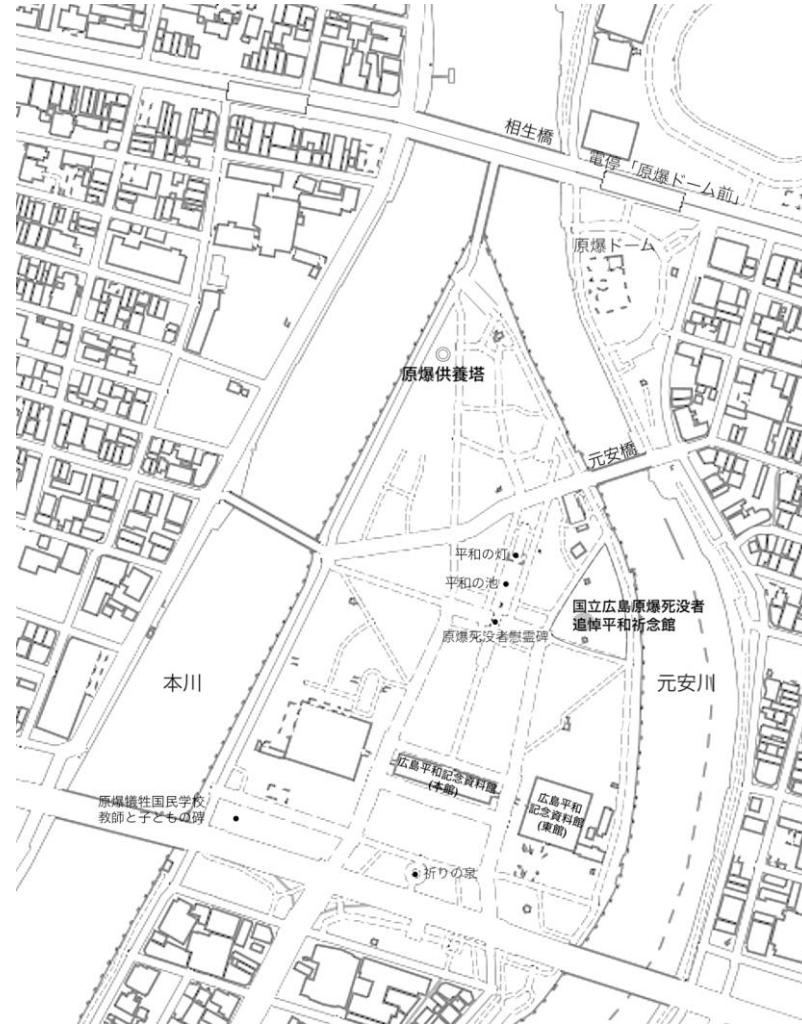 相生橋
電停「原爆ドーム前」
原爆ドーム
原爆供養塔
元安橋
平和の灯
平和の池
国立広島原爆死没者
追悼平和祈念館
原爆死没者慰霊碑
本川
元安川
広島平和記念資料館
(本館)
広島平和
記念資料館
(東館)
原爆犠牲国民学校
教師と子どもの碑
祈りの泉